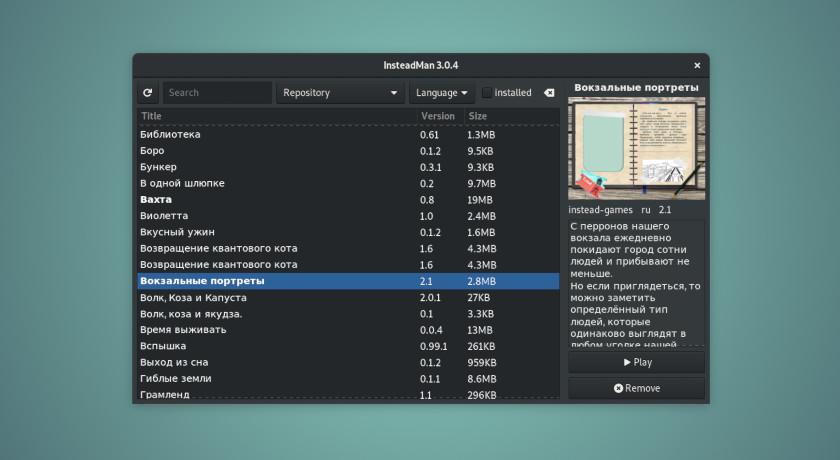 InsteadMan 3.0.4
Search Repository Language installed
Title Version Size
Библиотека 0.61 1.3MB
Боро 0.1.2 9.5KB
Бункер 0.3.1 9.3KB
В одной шлюпке 0.2 9.7MB
Вахта 0.8 19MB
Виолетта 1.0 2.4MB
Вкусный ужин 0.1.2 1.6MB
Возвращение квантового кота 1.6 4.3MB
Возвращение квантового кота 1.6 4.3MB
Вокзальные портреты 2.1 2.8MB
Волк, Коза и Капуста 2.0.1 27KB
Волк, коза и якудза. 0.1 3.3KB
Время выживать 0.0.4 13MB
Вспышка 0.99.1 261KB
Выход из сна 0.1.2 959KB
Гиблые земли 0.1.1 8.6MB
Грамленд 1.1 296KB
Вокзальные портреты
instead-games ru 2.1
С перронов нашего
вокзала ежедневно
покидают город сотни
людей и прибывают не
меньше.
Но если приглядеться, то
можно заметить
определённый тип
людей, которые
одинаково выглядят в
любом уголке нашей
Play
Remove